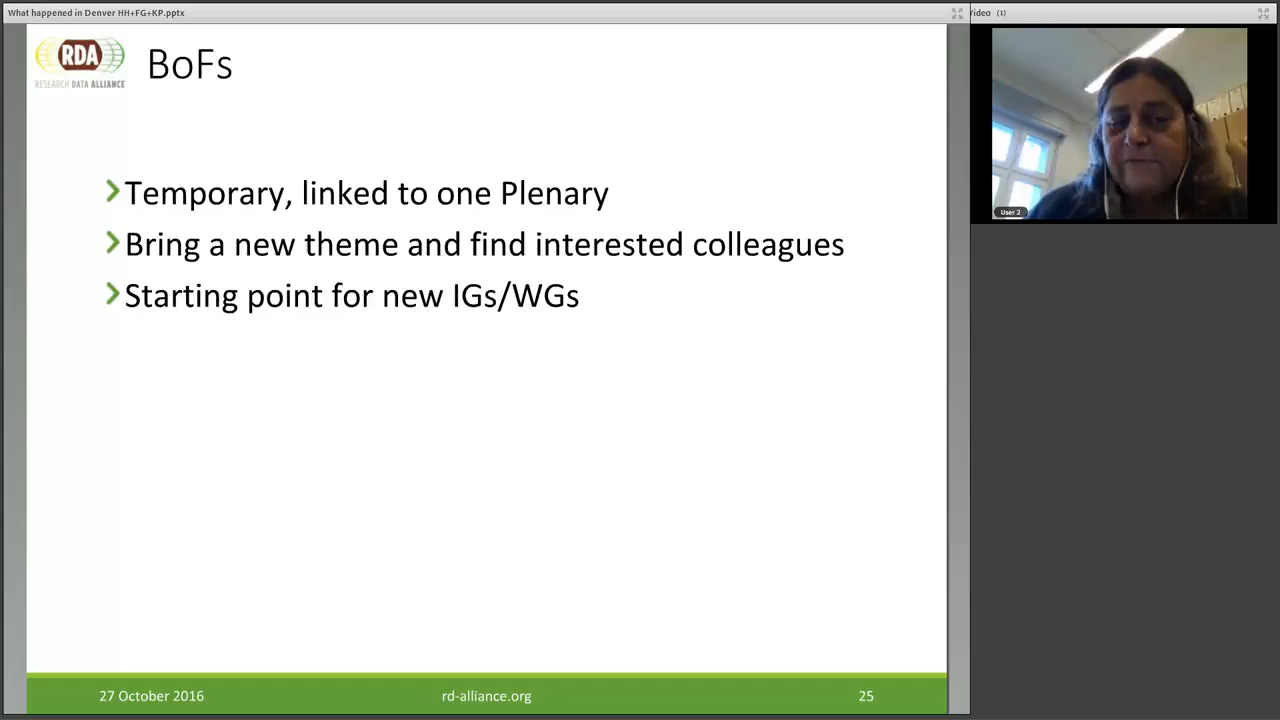 What happened in Denver HH+FG+KP.pptx
Video (1)
RDA
RESEARCH DATA ALLIANCE
BoFs
Temporary, linked to one Plenary
Bring a new theme and find interested colleagues
Starting point for new IGs/WGs
User 2
27 October 2016
rd-alliance.org
25